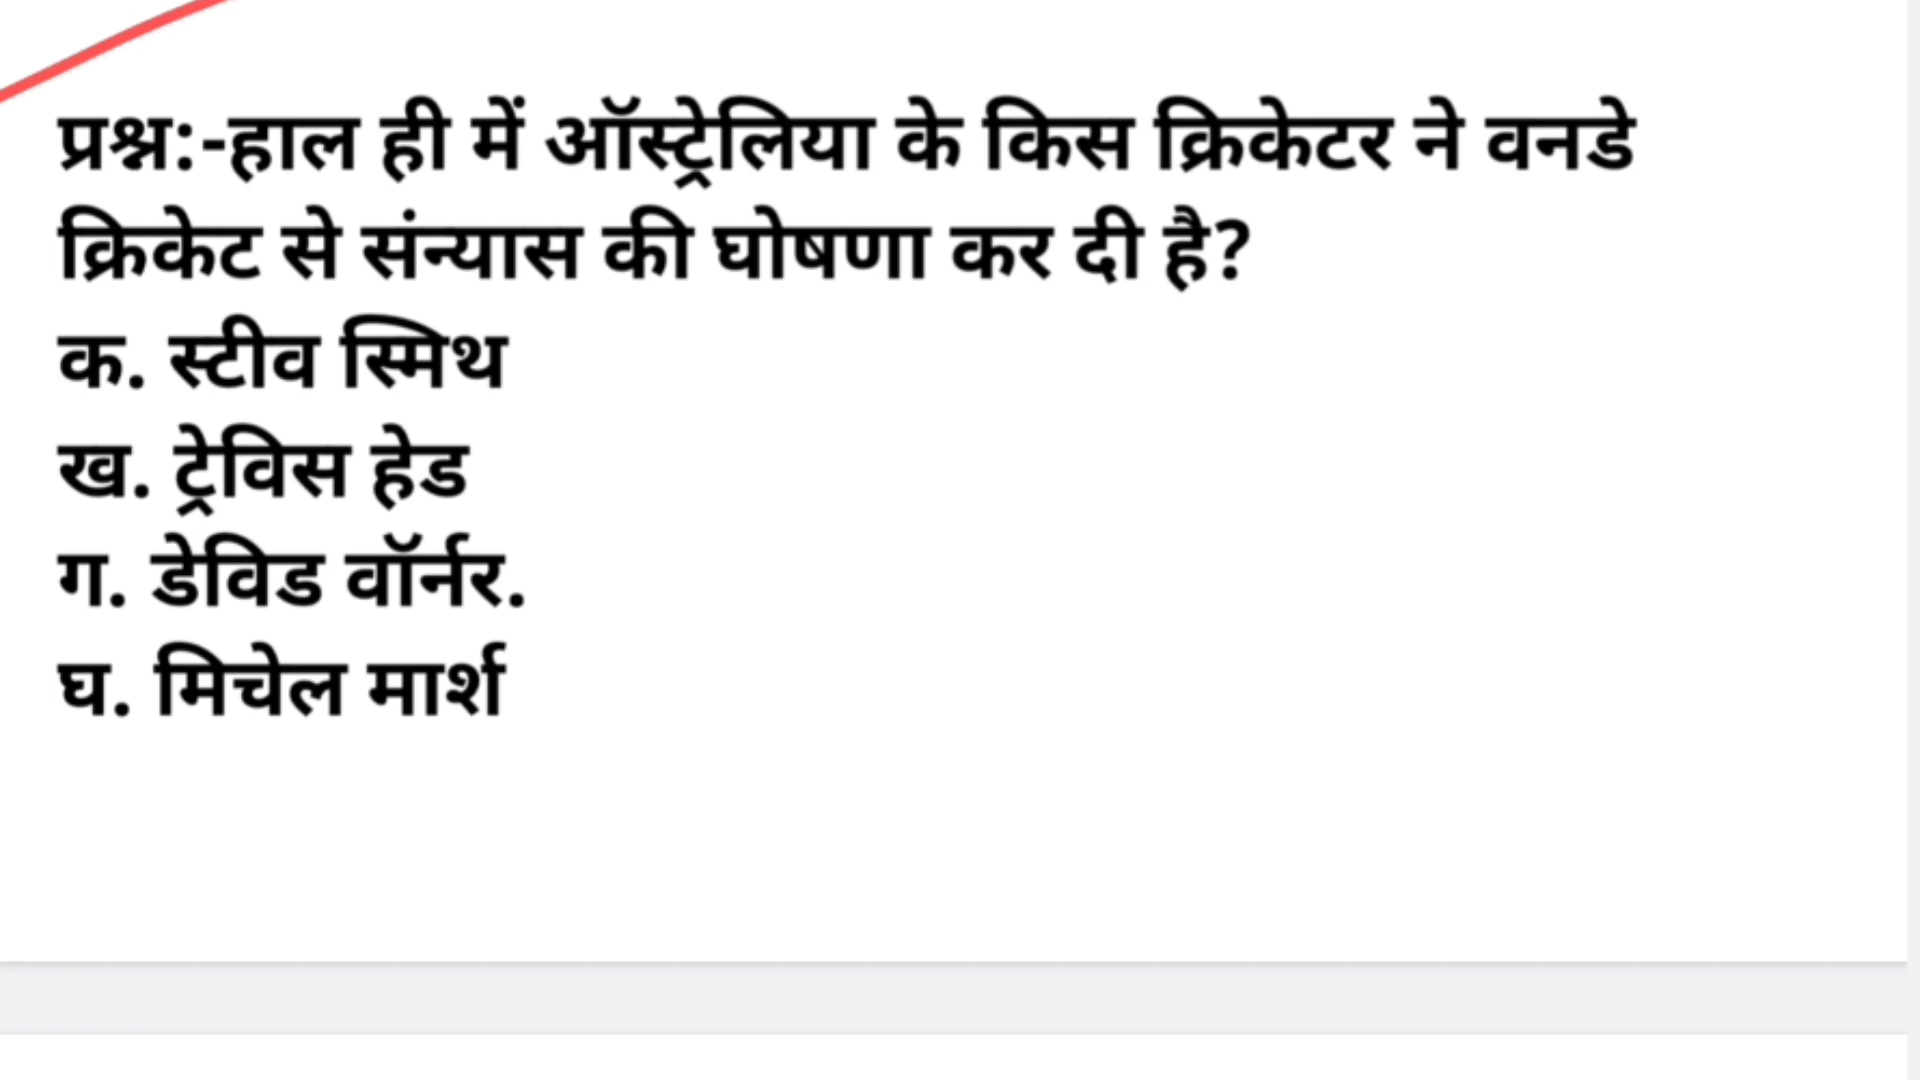 प्रश्न:-हाल ही में ऑस्ट्रेलिया के किस क्रिकेटर ने वनडे
क्रिकेट से संन्यास की घोषणा कर दी है?
क. स्टीव स्मिथ
ख. ट्रेविस हेड
ग. डेविड वॉर्नर.
घ. मिचेल मार्श